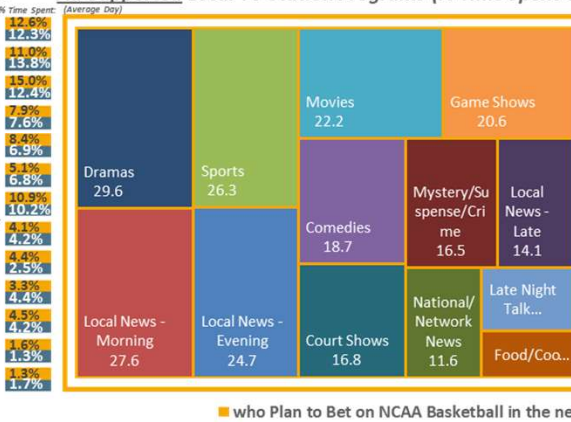 % Time Spent: (Average Day)
12.6%
12.3%
11.0%
13.8%
15.0%
12.4%
7.9%
7.6%
8.4%
6.9%
5.1%
6.8%
10.9%
10.2%
4.1%
4.2%
4.4%
2.5%
3.3%
4.4%
4.5%
4.2%
1.6%
1.3%
1.3%
1.7%
Dramas
29.6
Sports
26.3
Movies
22.2
Game Shows
20.6
Comedies
18.7
Mystery/Su
spense/Cri
me
16.5
Local
News -
Late
14.1
Local News -
Morning
27.6
Local News -
Evening
24.7
Court Shows
16.8
National/
Network
News
11.6
Late Night
Talk...
Food/Coo...
who Plan to Bet on NCAA Basketball in the ne